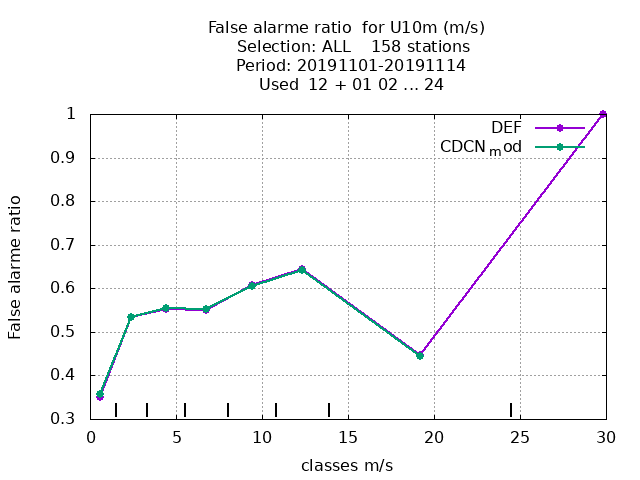 False alarme ratio  for U10m (m/s)
Selection: ALL    158 stations
Period: 20191101-20191114
Used  12 + 01 02 ... 24
DEF
CDCNmod
1
0.9
0.8
0.7
0.6
0.5
0.4
0.3
False alarme ratio
0 5 10 15 20 25 30
classes m/s